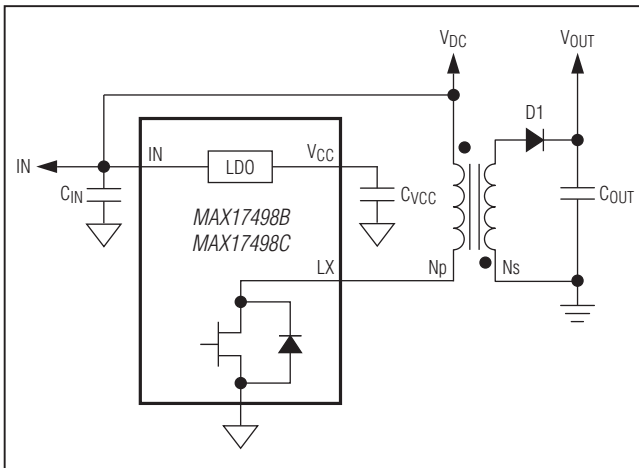 VDC
VOUT
D1
IN
IN
LDO
VCC
CIN
CVCC
COUT
MAX17498B
MAX17498C
LX
Np
Ns